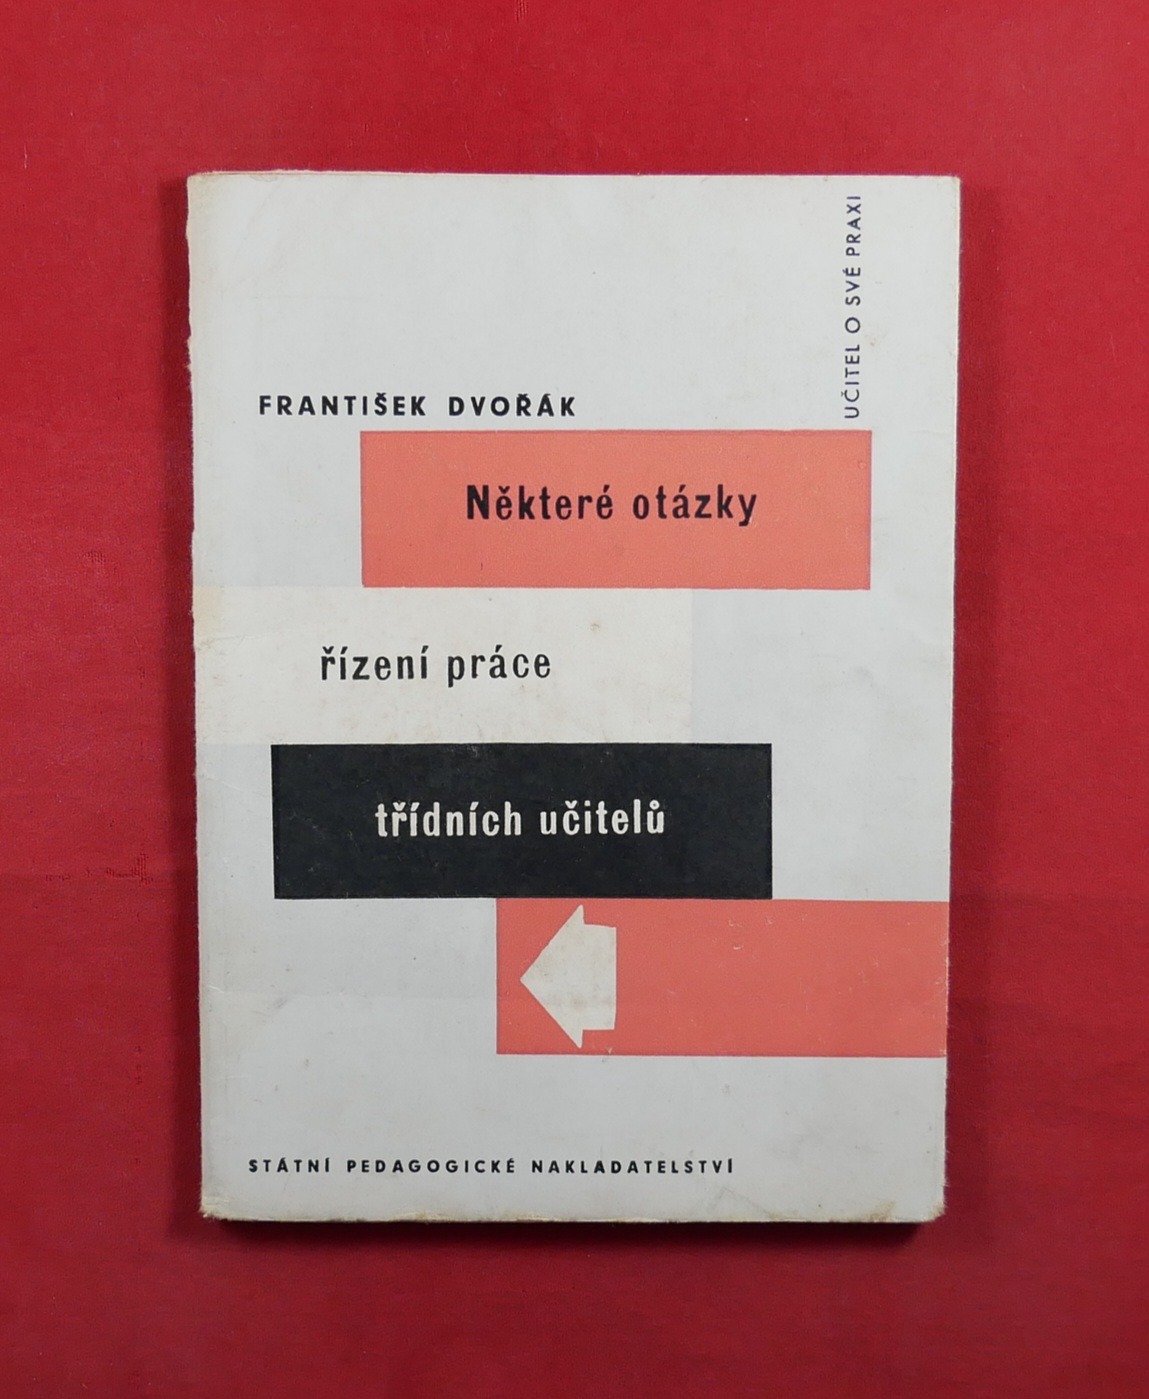 UČITEL O SVÉ PRAXI
FRANTIŠEK DVOŘÁK
Některé otázky
řízení práce
třídních učitelů
STÁTNÍ PEDAGOGICKÉ NAKLADATELSTVÍ